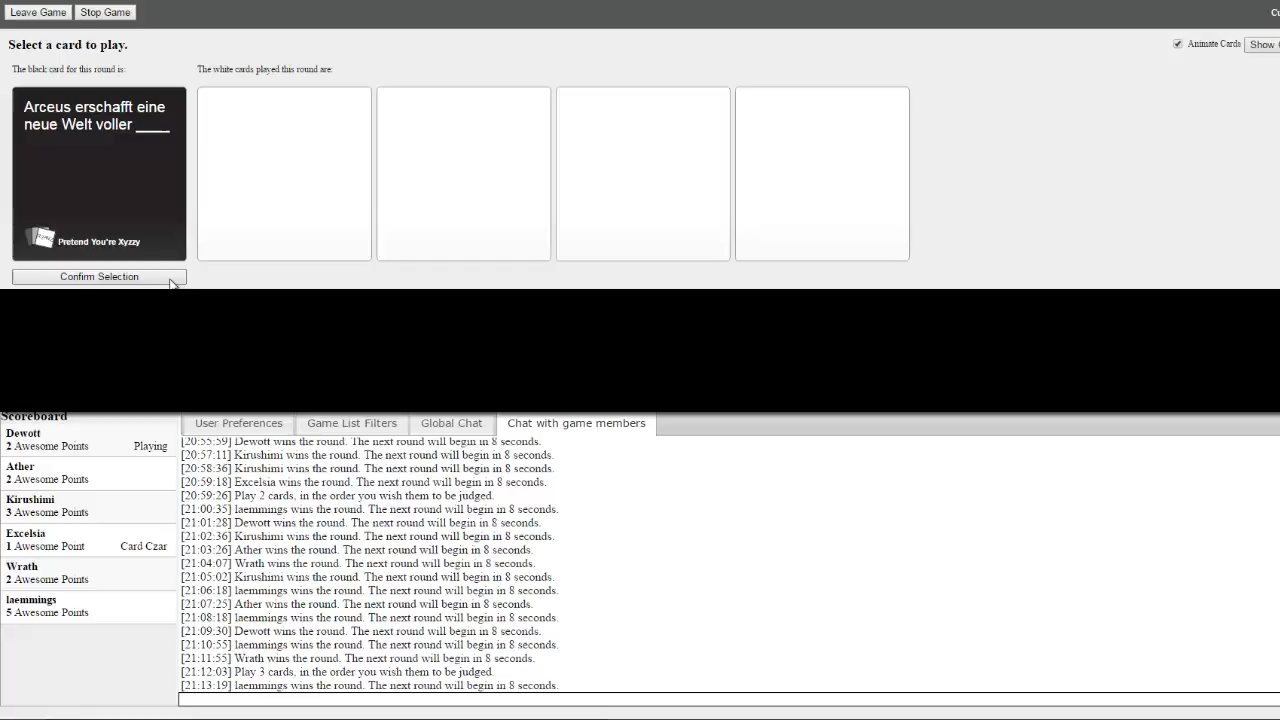 Leave Game Stop Game
Select a card to play.
Animate Cards Show
The black card for this round is:
The white cards played this round are:
Arceus erschafft eine
neue Welt voller ____
Pretend You're Xyzzy
Confirm Selection
Scoreboard
Dewott
2 Awesome Points Playing
Ather
2 Awesome Points
Kirushimi
3 Awesome Points
Excelsia
1 Awesome Point Card Czar
Wrath
2 Awesome Points
laemmings
5 Awesome Points
User Preferences Game List Filters Global Chat Chat with game members
[20:55:59] Dewott wins the round. The next round will begin in 8 seconds.
[20:57:11] Kirushimi wins the round. The next round will begin in 8 seconds.
[20:58:36] Kirushimi wins the round. The next round will begin in 8 seconds.
[20:59:18] Excelsia wins the round. The next round will begin in 8 seconds.
[20:59:26] Play 2 cards, in the order you wish them to be judged.
[21:00:35] laemmings wins the round. The next round will begin in 8 seconds.
[21:01:28] Dewott wins the round. The next round will begin in 8 seconds.
[21:02:36] Kirushimi wins the round. The next round will begin in 8 seconds.
[21:03:26] Ather wins the round. The next round will begin in 8 seconds.
[21:04:07] Wrath wins the round. The next round will begin in 8 seconds.
[21:05:02] Kirushimi wins the round. The next round will begin in 8 seconds.
[21:06:18] laemmings wins the round. The next round will begin in 8 seconds.
[21:07:25] Ather wins the round. The next round will begin in 8 seconds.
[21:08:18] laemmings wins the round. The next round will begin in 8 seconds.
[21:09:30] Dewott wins the round. The next round will begin in 8 seconds.
[21:10:55] laemmings wins the round. The next round will begin in 8 seconds.
[21:11:55] Wrath wins the round. The next round will begin in 8 seconds.
[21:12:03] Play 3 cards, in the order you wish them to be judged.
[21:13:19] laemmings wins the round. The next round will begin in 8 seconds.